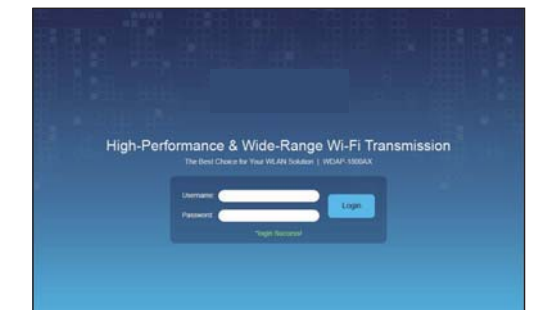 High-Performance & Wide-Range Wi-Fi Transmission
The Best Choice for Your WLAN Solution | WDAP-1800AX
Username:
Password:
Login
*login Success!